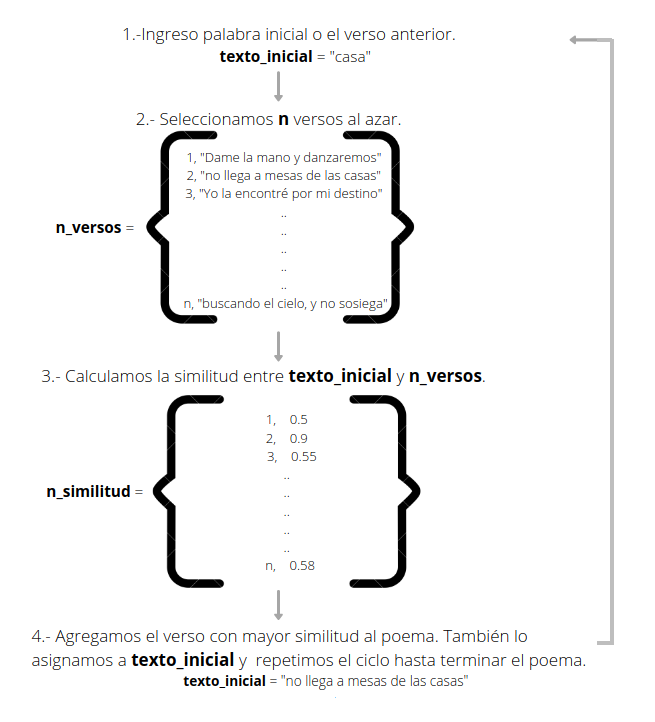 1.-Ingreso palabra inicial o el verso anterior.
texto_inicial = "casa"
2.- Seleccionamos n versos al azar.
1, "Dame la mano y danzaremos"
2, "no llega a mesas de las casas"
3, "Yo la encontré por mi destino"
..
..
n_versos =
..
..
..
n, "buscando el cielo, y no sosiega"
3.- Calculamos la similitud entre texto_inicial y n_versos.
1, 0.5
2, 0.9
3, 0.55
..
n_similitud =
..
..
..
..
n, 0.58
4.- Agregamos el verso con mayor similitud al poema. También lo
asignamos a texto_inicial y repetimos el ciclo hasta terminar el poema.
texto_inicial = "no llega a mesas de las casas"